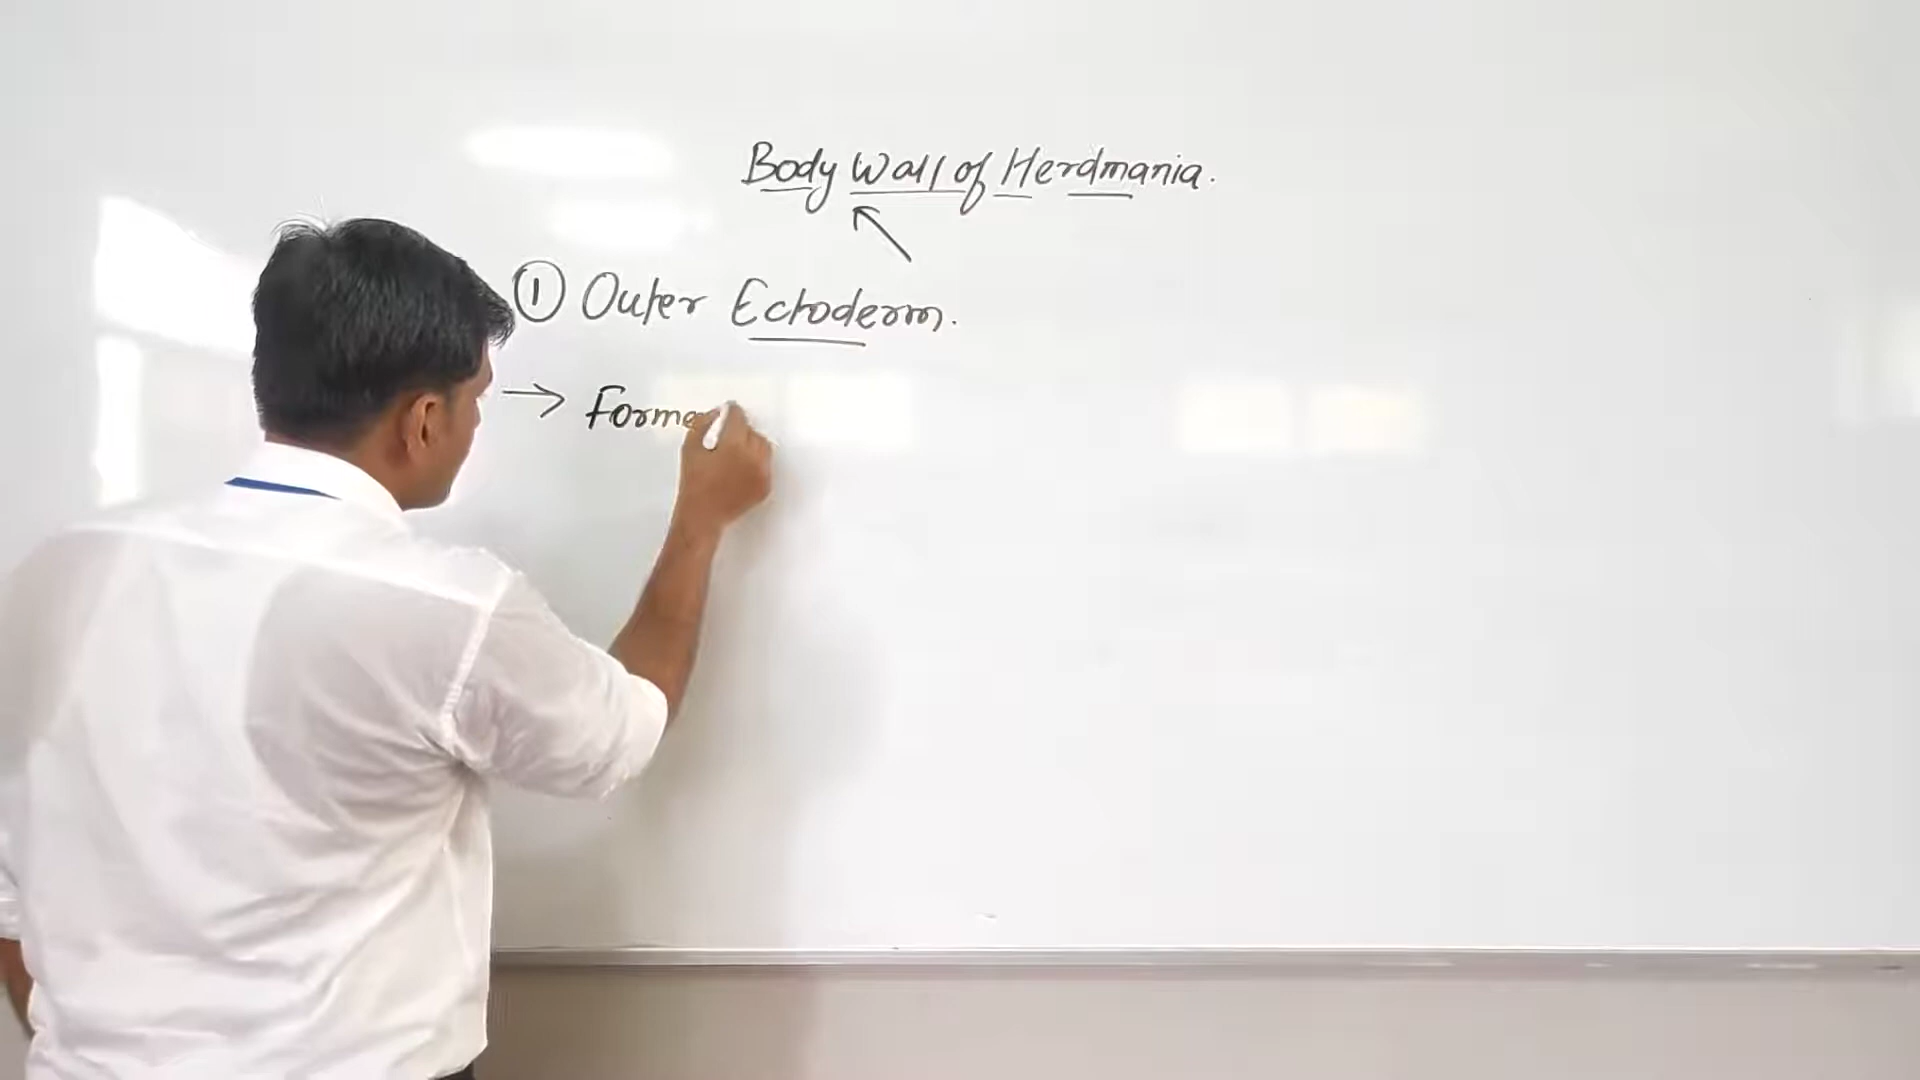 Body Wall of Herdmania.
① Outer Ectoderm.
→ Forme